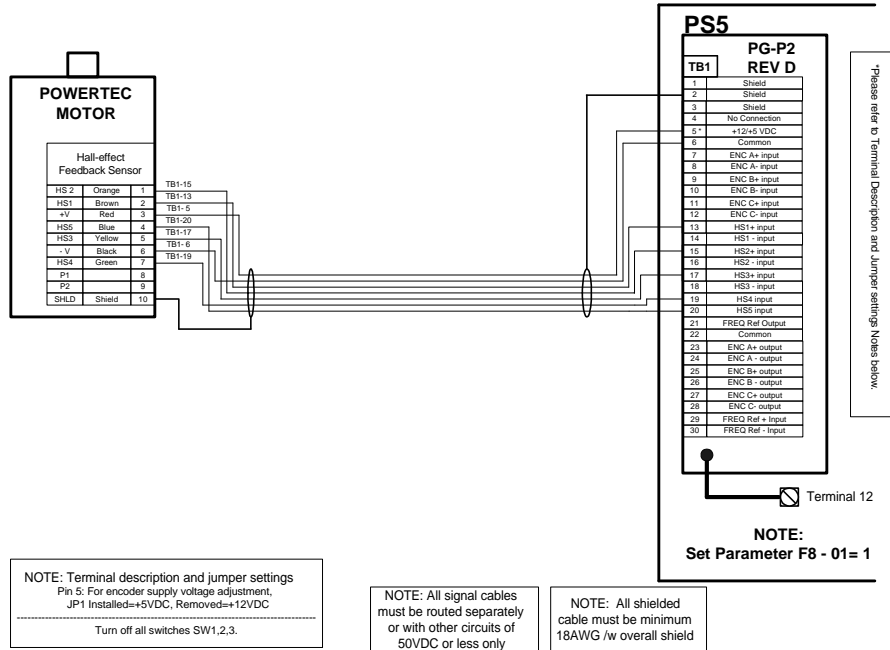 PS5
PG-P2
REV D
TB1
1 Shield
2 Shield
3 Shield
4 No Connection
5 * +12/+5 VDC
6 Common
7 ENC A+ input
8 ENC A- input
9 ENC B+ input
10 ENC B- input
11 ENC C+ input
12 ENC C- input
13 HS1+ input
14 HS1 - input
15 HS2+ input
16 HS2 - input
17 HS3+ input
18 HS3 - input
19 HS4 input
20 HS5 input
21 FREQ Ref Output
22 Common
23 ENC A+ output
24 ENC A - output
25 ENC B+ output
26 ENC B - output
27 ENC C+ output
28 ENC C- output
29 FREQ Ref + Input
30 FREQ Ref - Input
*Please refer to Terminal Description and Jumper settings Notes below.
POWERTEC
MOTOR
Hall-effect
Feedback Sensor
HS 2 Orange 1 TB1-15
HS1 Brown 2 TB1-13
+V Red 3 TB1- 5
HS5 Blue 4 TB1-20
HS3 Yellow 5 TB1-17
- V Black 6 TB1- 6
HS4 Green 7 TB1-19
P1 8
P2 9
SHLD Shield 10
Terminal 12
NOTE:
Set Parameter F8 - 01= 1
NOTE: Terminal description and jumper settings
Pin 5: For encoder supply voltage adjustment,
JP1 Installed=+5VDC, Removed=+12VDC
Turn off all switches SW1,2,3.
NOTE: All signal cables
must be routed separately
or with other circuits of
50VDC or less only
NOTE: All shielded
cable must be minimum
18AWG /w overall shield